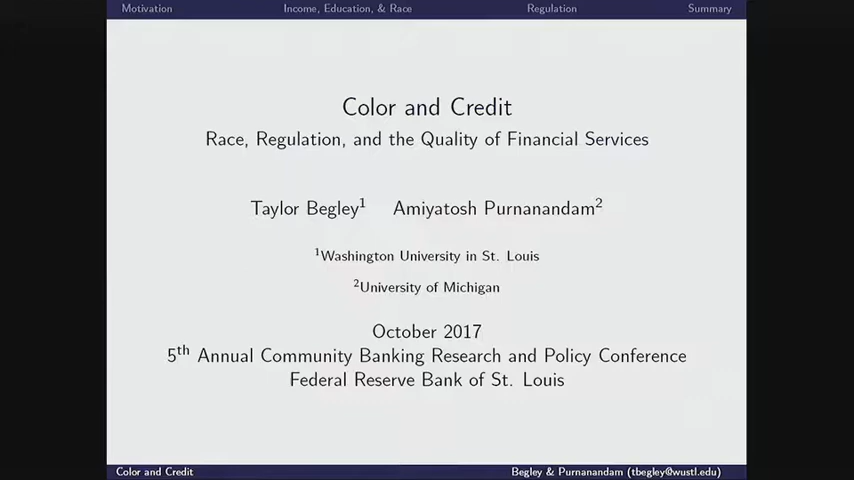 Motivation Income, Education, & Race Regulation Summary
Color and Credit
Race, Regulation, and the Quality of Financial Services
Taylor Begley¹ Amiyatosh Purnanandam²
¹Washington University in St. Louis
²University of Michigan
October 2017
5th Annual Community Banking Research and Policy Conference
Federal Reserve Bank of St. Louis
Color and Credit Begley & Purnanandam (tbegley@wustl.edu)